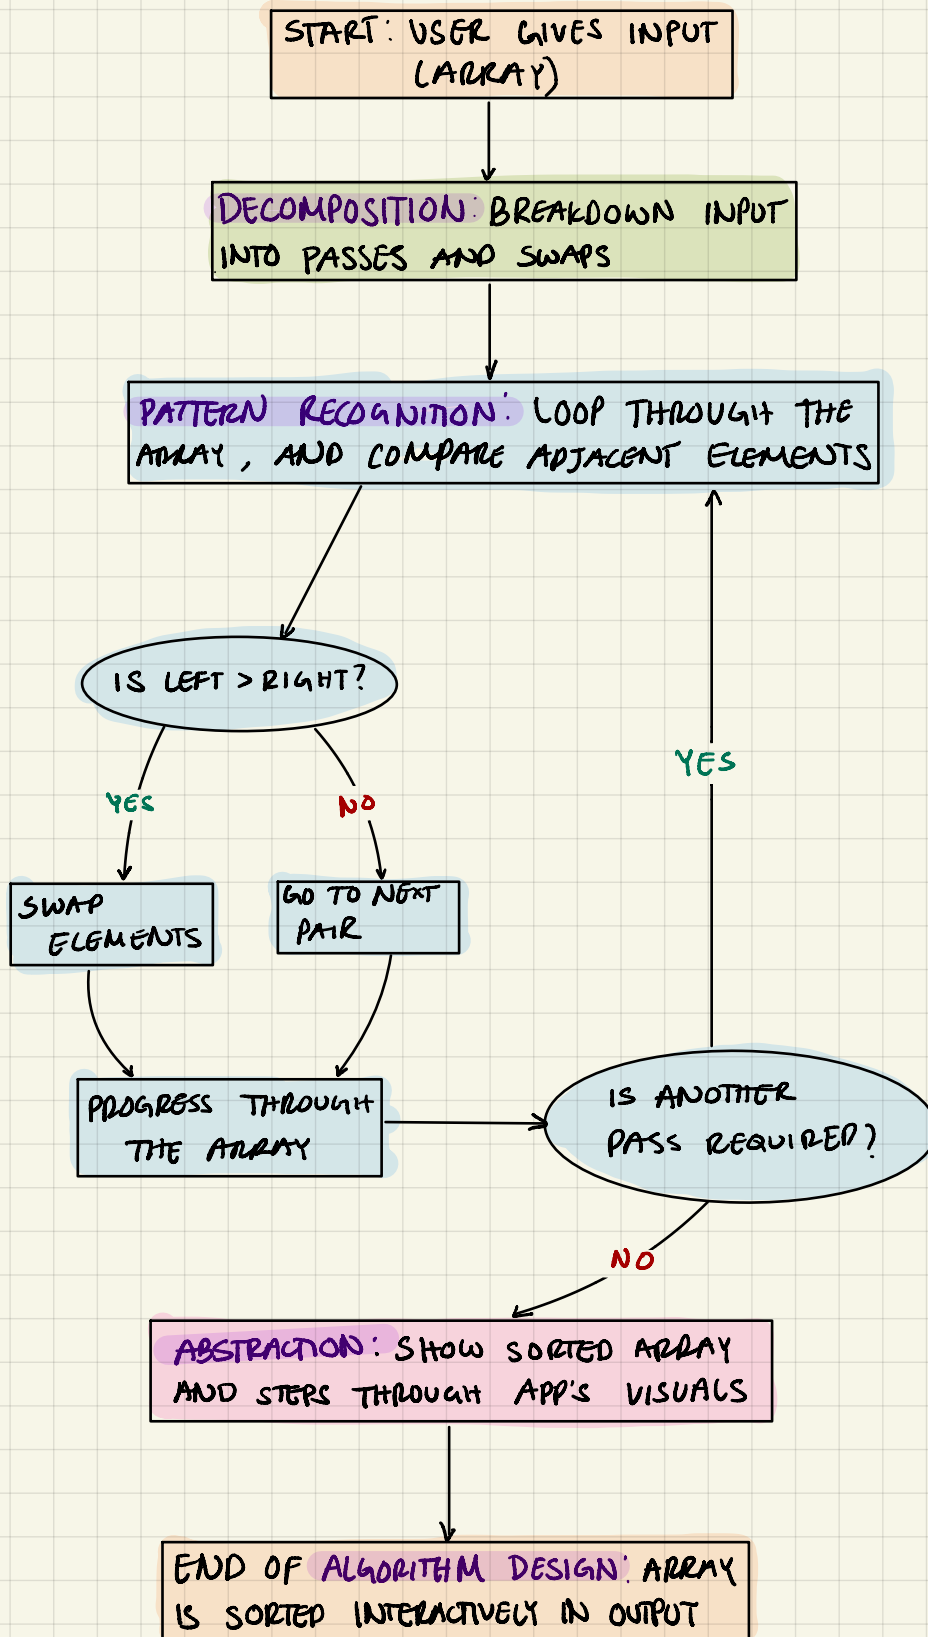 START: USER GIVES INPUT
(ARRAY)
DECOMPOSITION: BREAKDOWN INPUT
INTO PASSES AND SWAPS
PATTERN RECOGNITION: LOOP THROUGH THE
ARRAY, AND COMPARE ADJACENT ELEMENTS
IS LEFT > RIGHT?
YES
NO
SWAP
ELEMENTS
GO TO NEXT
PAIR
PROGRESS THROUGH
THE ARRAY
IS ANOTHER
PASS REQUIRED?
YES
NO
ABSTRACTION: SHOW SORTED ARRAY
AND STEPS THROUGH APP'S VISUALS
END OF ALGORITHM DESIGN: ARRAY
IS SORTED INTERACTIVELY IN OUTPUT